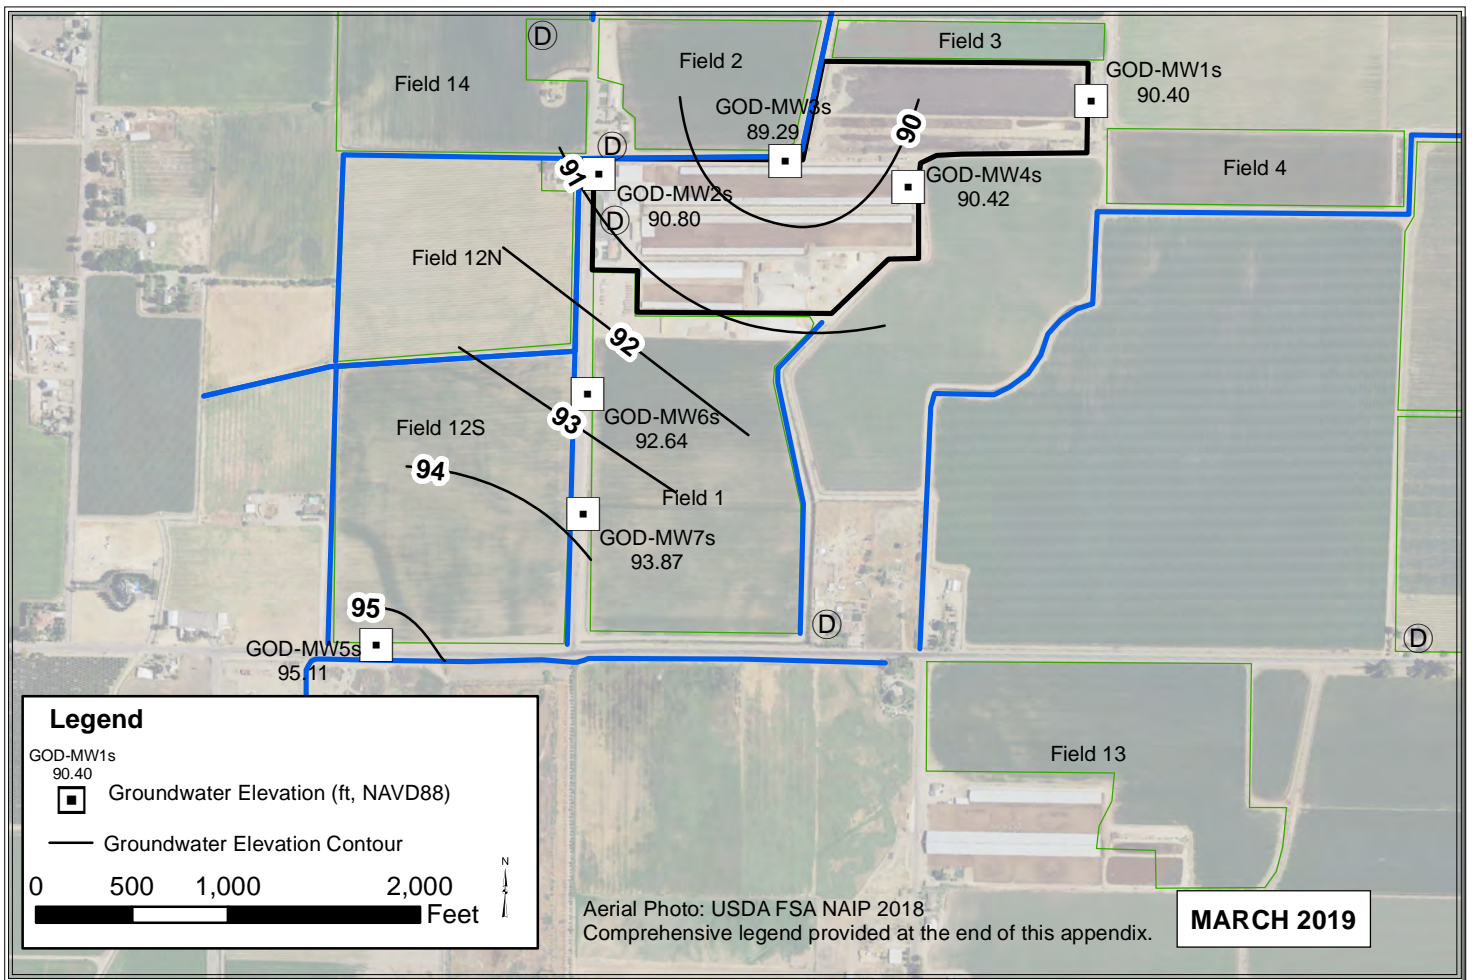 D
Field 3
Field 2
Field 14
GOD-MW1s
90.40
GOD-MW3s
89.29
90
D
91
Field 4
GOD-MW4s
90.42
GOD-MW2s
90.80
D
Field 12N
92
93
GOD-MW6s
92.64
Field 12S
94
Field 1
GOD-MW7s
93.87
95
D
D
GOD-MW5s
95.11
Legend
GOD-MW1s
90.40
Groundwater Elevation (ft, NAVD88)
Groundwater Elevation Contour
N
0 500 1,000 2,000
Feet
Field 13
Aerial Photo: USDA FSA NAIP 2018
Comprehensive legend provided at the end of this appendix.
MARCH 2019